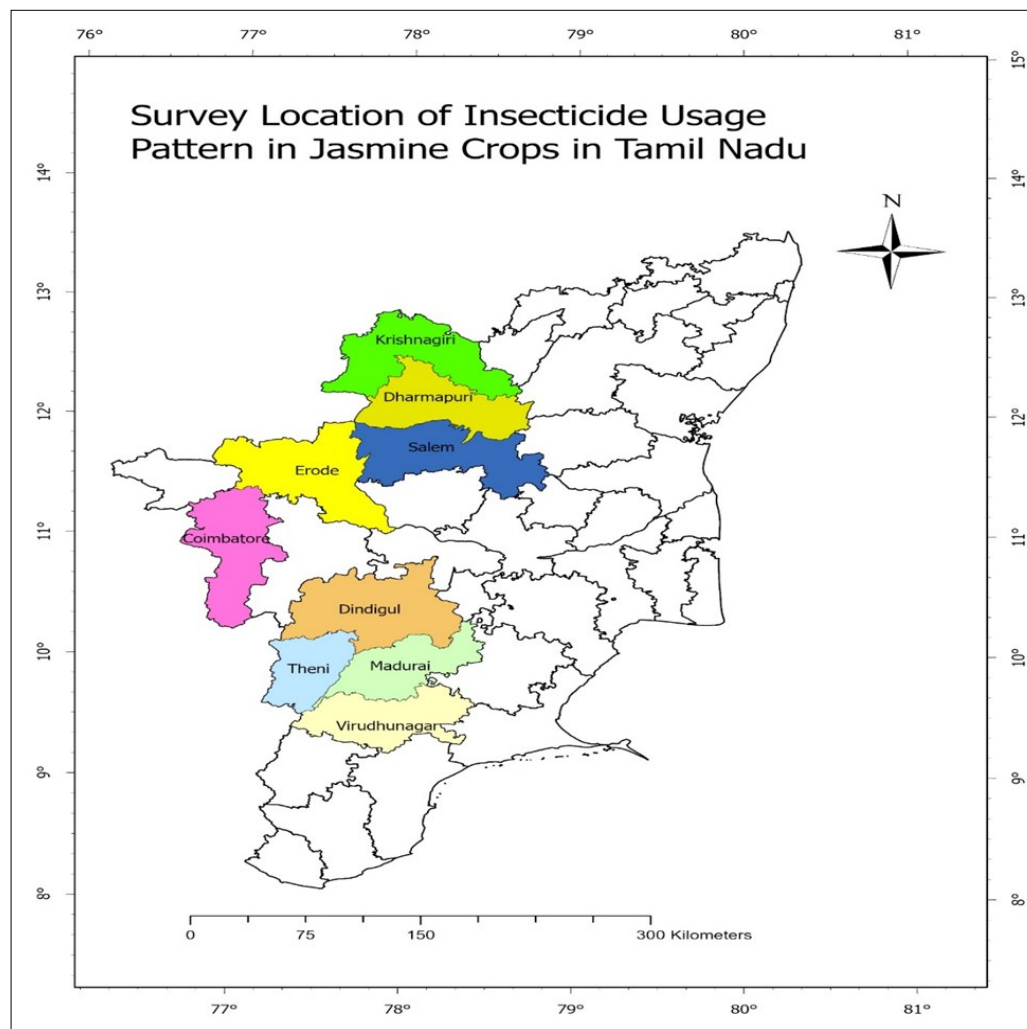 76° 77° 78° 79° 80° 81°
15°
Survey Location of Insecticide Usage
Pattern in Jasmine Crops in Tamil Nadu
14° 14°
N
13° 13°
Krishnagiri
Dharmapuri
12° 12°
Salem
Erode
11° 11°
Coimbatore
Dindigul
10° 10°
Theni
Madurai
Virudhunagar
9° 9°
8° 8°
0 75 150 300 Kilometers
77° 78° 79° 80° 81°